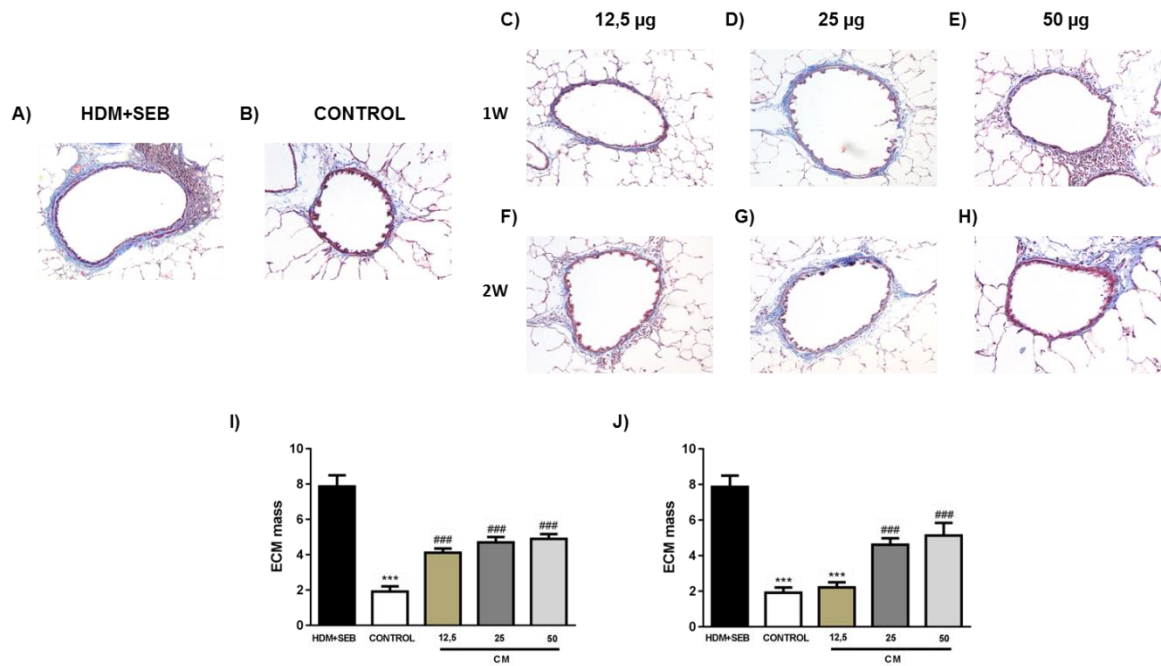 C) 12,5 µg D) 25 µg E) 50 µg
A) HDM+SEB B) CONTROL
1W
F) G) H)
2W
I)
10
8
6
4
2
0
ECM mass
***
###
###
###
HDM+SEB CONTROL 12,5 25 50
CM
J)
10
8
6
4
2
0
ECM mass
***
***
###
###
HDM+SEB CONTROL 12,5 25 50
CM